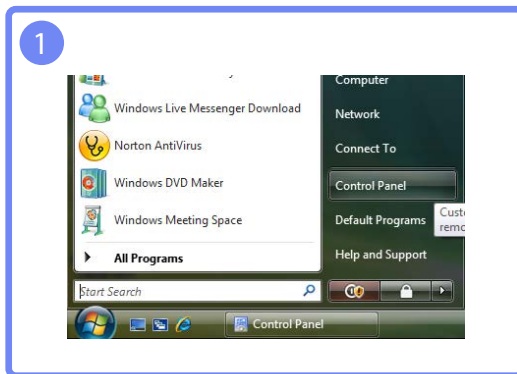 1
Computer
Windows Live Messenger Download
Network
Norton AntiVirus
Connect To
Windows DVD Maker
Control Panel
Windows Meeting Space
Default Programs
All Programs
Help and Support
Start Search
Control Panel